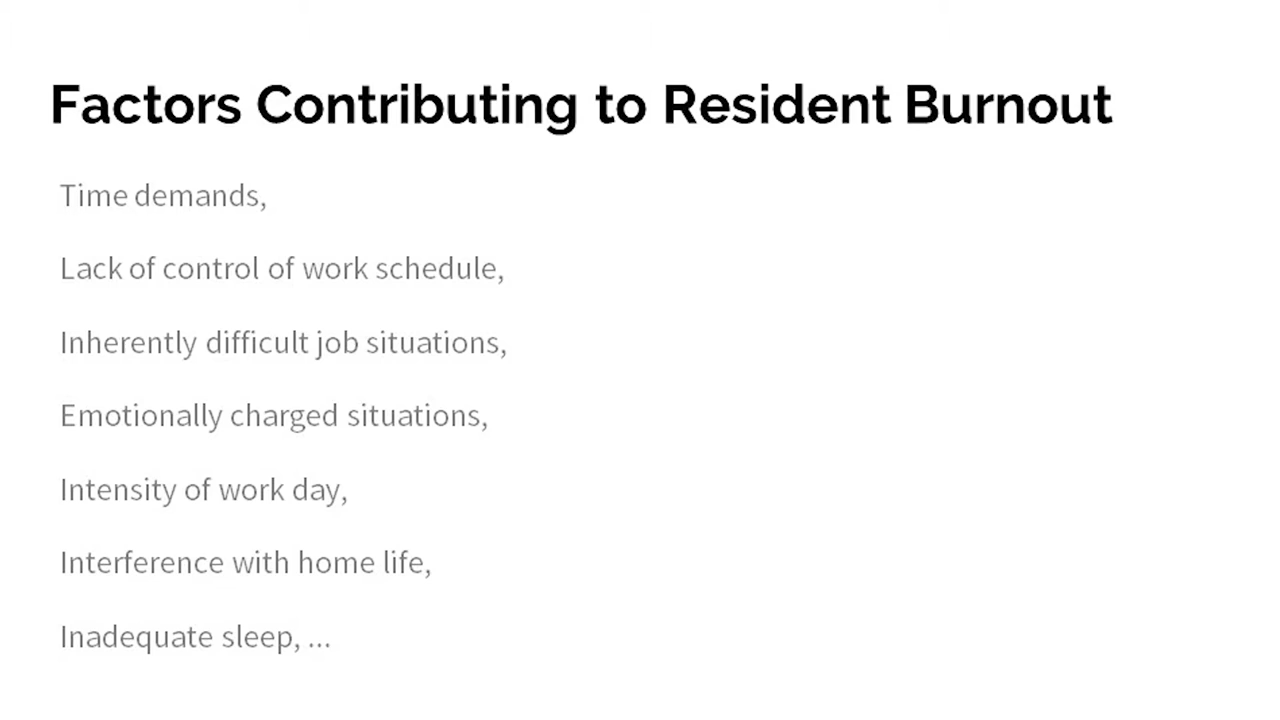 Factors Contributing to Resident Burnout
Time demands,
Lack of control of work schedule,
Inherently difficult job situations,
Emotionally charged situations,
Intensity of work day,
Interference with home life,
Inadequate sleep, ...